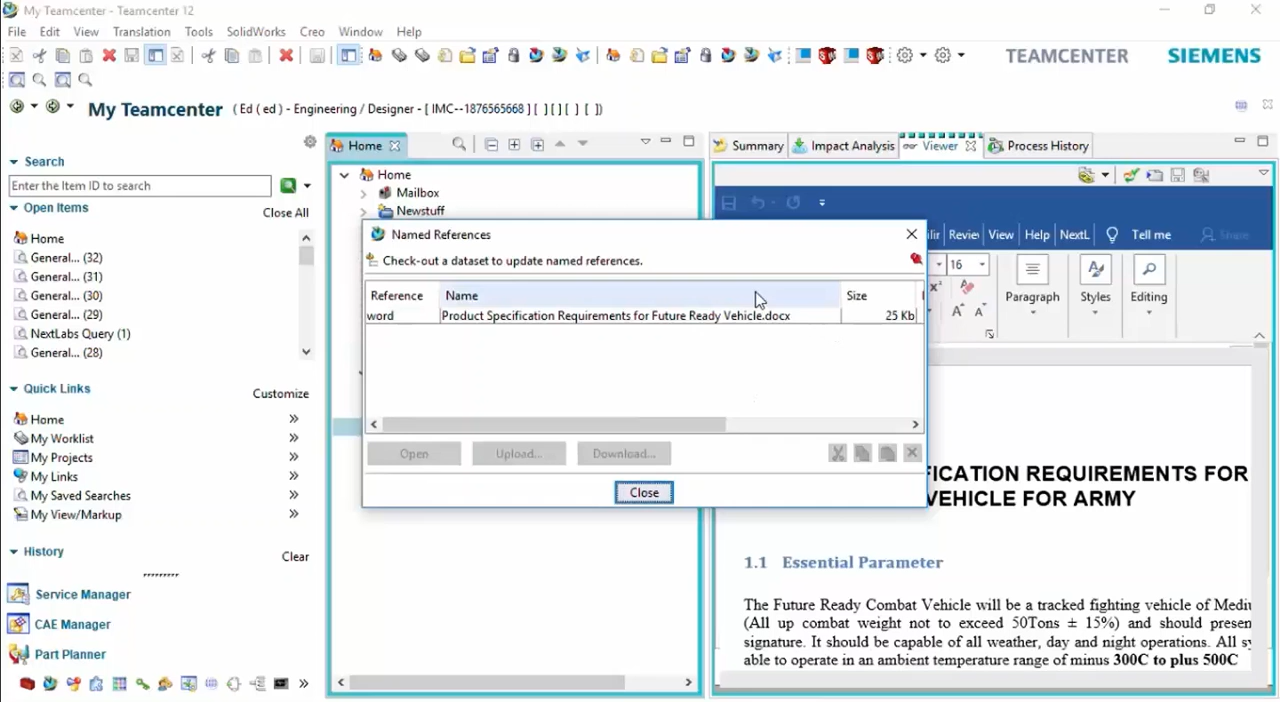 My Teamcenter - Teamcenter 12
File Edit View Translation Tools SolidWorks Creo Window Help
TEAMCENTER SIEMENS
My Teamcenter ( Ed ( ed ) - Engineering / Designer - [ IMC--1876565668 ] [ ] [ ] [ ] [ ])
Search
Enter the Item ID to search
Open Items
Close All
Home
General... (32)
General... (31)
General... (30)
General... (29)
NextLabs Query (1)
General... (28)
Quick Links
Customize
Home
My Worklist
My Projects
My Links
My Saved Searches
My View/Markup
History
Clear
Service Manager
CAE Manager
Part Planner
Home
Home
Mailbox
Newstuff
Named References
Check-out a dataset to update named references.
Reference Name Size
word Product Specification Requirements for Future Ready Vehicle.docx 25 Kb
Open Upload... Download...
Close
Summary Impact Analysis Viewer Process History
Review View Help NextL Tell me Share
16
Paragraph Styles Editing
FICATION REQUIREMENTS FOR
VEHICLE FOR ARMY
1.1 Essential Parameter
The Future Ready Combat Vehicle will be a tracked fighting vehicle of Mediu
(All up combat weight not to exceed 50Tons ± 15%) and should presen
signature. It should be capable of all weather, day and night operations. All sy
able to operate in an ambient temperature range of minus 300C to plus 500C